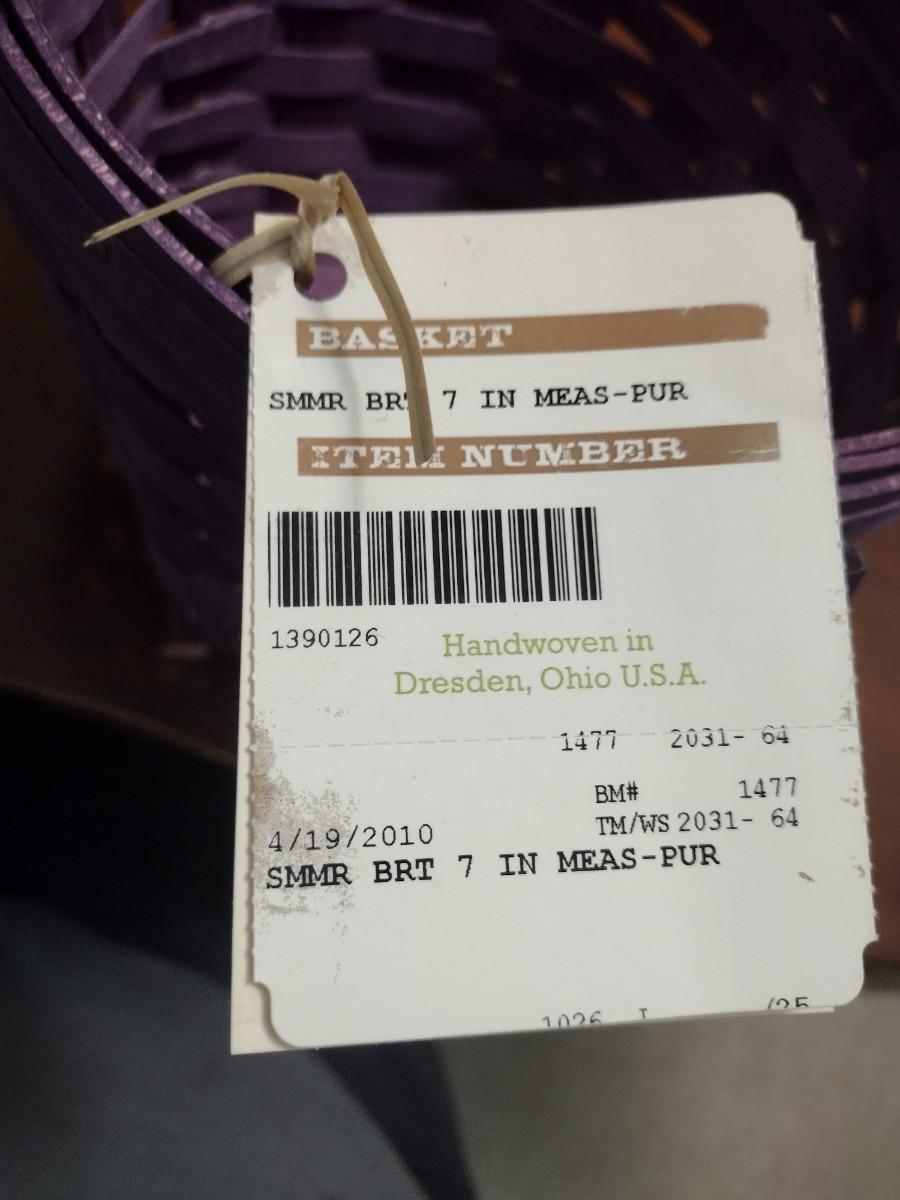 BASKET
SMMR BRT 7 IN MEAS-PUR
ITEM NUMBER
1390126
Handwoven in
Dresden, Ohio U.S.A.
1477 2031- 64
BM# 1477
4/19/2010 TM/WS 2031- 64
SMMR BRT 7 IN MEAS-PUR